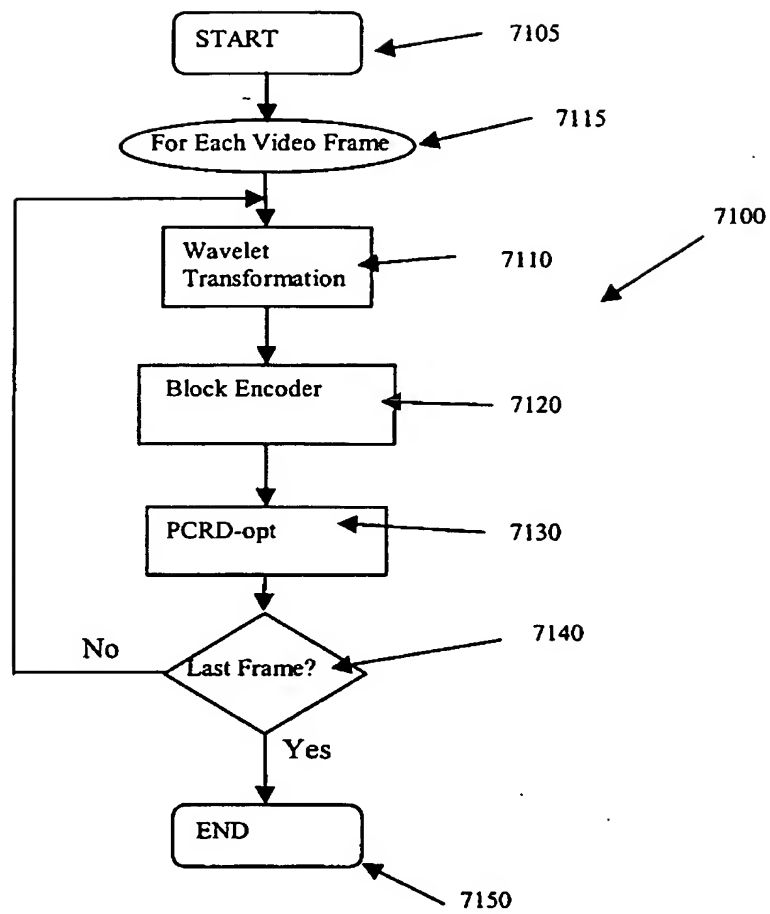 START
7105
For Each Video Frame
7115
7100
Wavelet
Transformation
7110
Block Encoder
7120
PCRD-opt
7130
7140
No
Last Frame?
Yes
END
7150